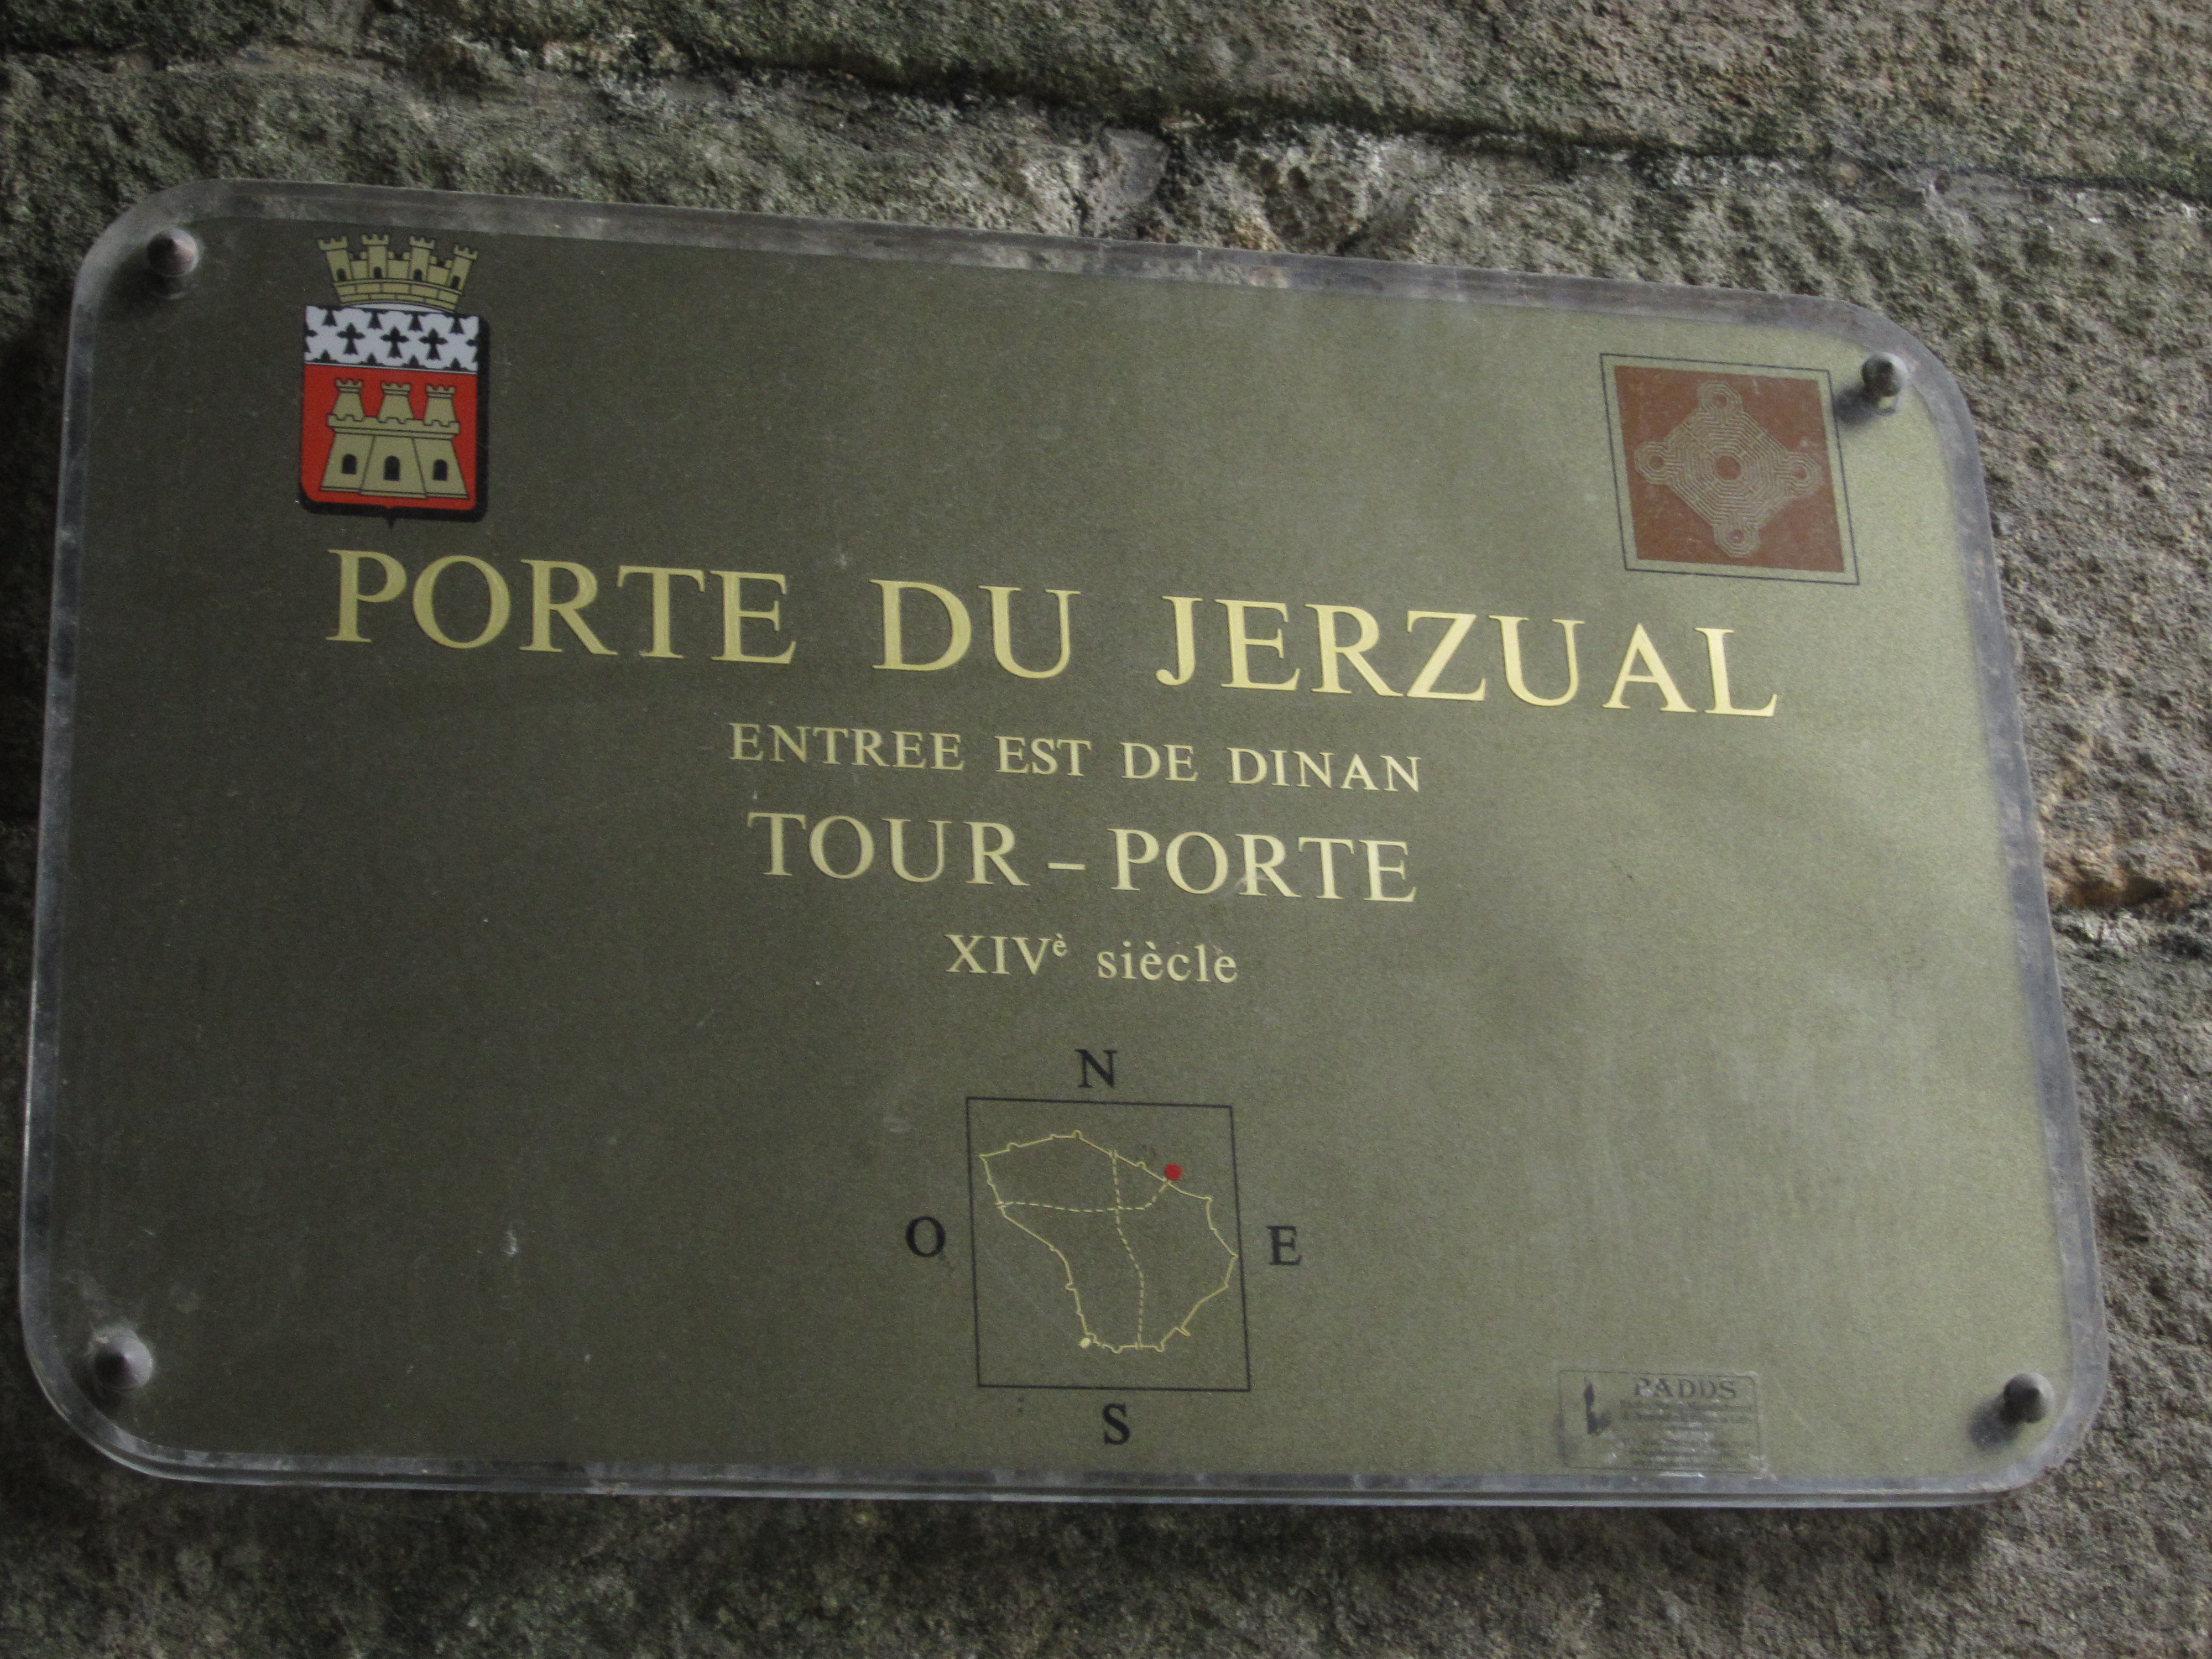 PORTE DU JERZUAL
ENTREE EST DE DINAN
TOUR - PORTE
XIVè siècle
N
O E
S
PADDS